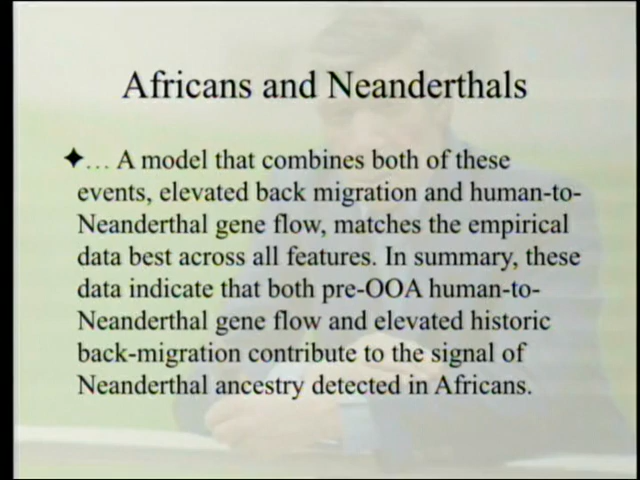 Africans and Neanderthals
✦… A model that combines both of these
events, elevated back migration and human-to-
Neanderthal gene flow, matches the empirical
data best across all features. In summary, these
data indicate that both pre-OOA human-to-
Neanderthal gene flow and elevated historic
back-migration contribute to the signal of
Neanderthal ancestry detected in Africans.